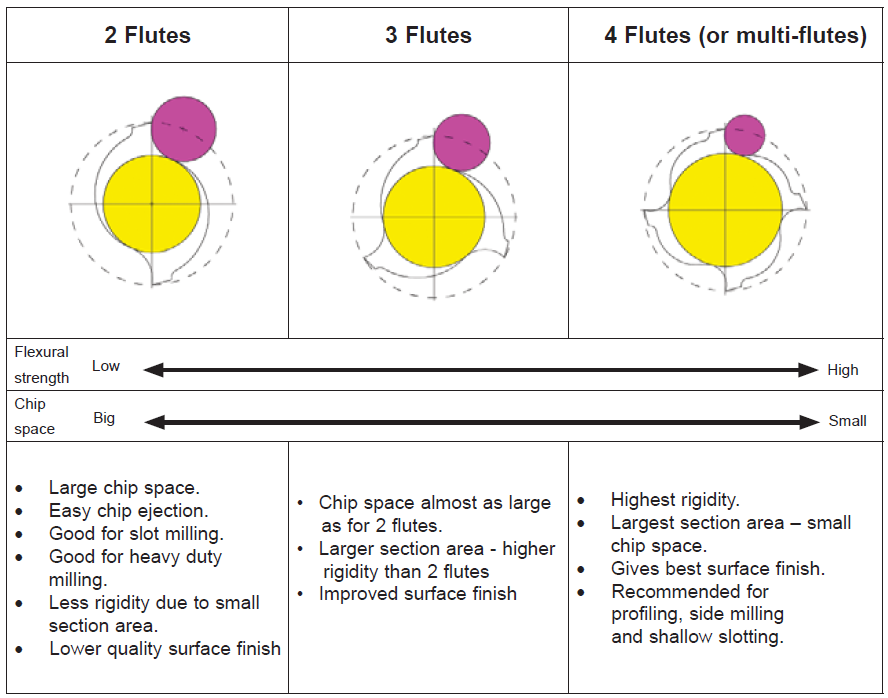 2 Flutes
3 Flutes
4 Flutes (or multi-flutes)
Flexural
strength
Low
High
Chip
space
Big
Small
• Large chip space.
• Easy chip ejection.
• Good for slot milling.
• Good for heavy duty
milling.
• Less rigidity due to small
section area.
• Lower quality surface finish
• Chip space almost as large
as for 2 flutes.
• Larger section area - higher
rigidity than 2 flutes
• Improved surface finish
• Highest rigidity.
• Largest section area – small
chip space.
• Gives best surface finish.
• Recommended for
profiling, side milling
and shallow slotting.